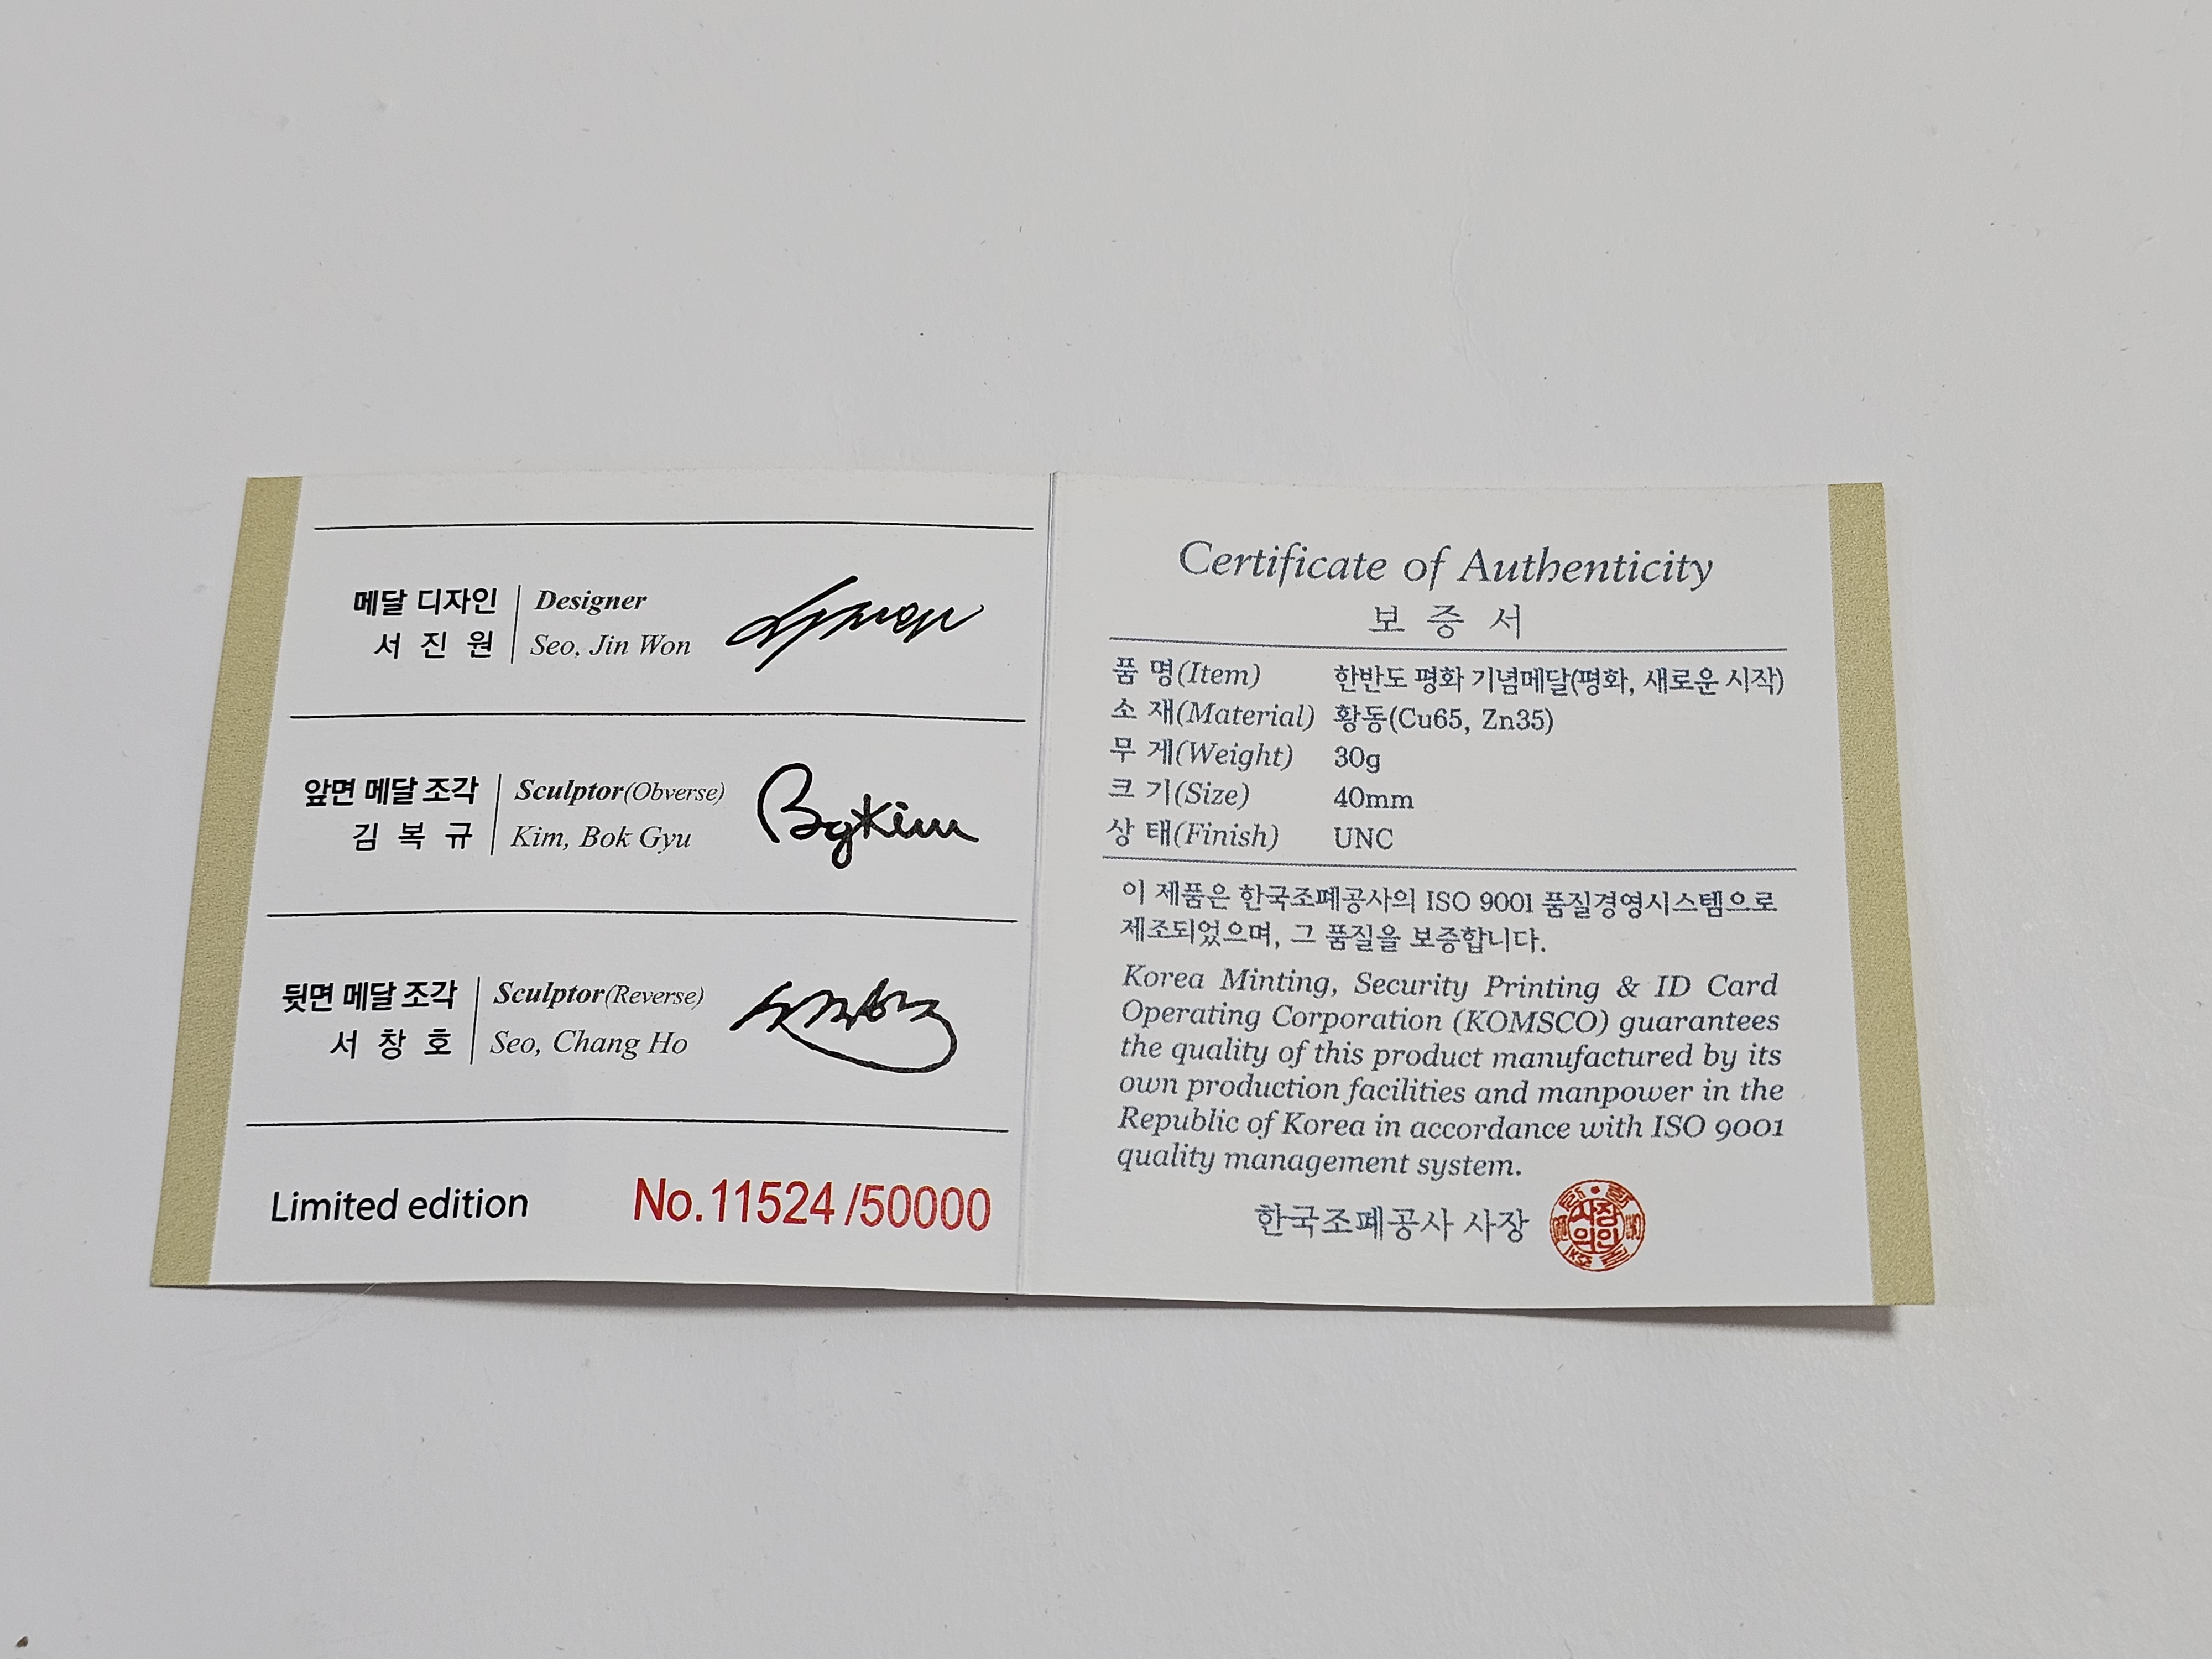 메달 디자인 | Designer
서 진 원 | Seo, Jin Won
앞면 메달 조각 | Sculptor(Obverse)
김 복 규 | Kim, Bok Gyu
Bgkim
뒷면 메달 조각 | Sculptor(Reverse)
서 창 호 | Seo, Chang Ho
Limited edition No.11524 /50000
Certificate of Authenticity
보 증 서
품 명(Item) 한반도 평화 기념메달(평화, 새로운 시작)
소 재(Material) 황동(Cu65, Zn35)
무 게(Weight) 30g
크 기(Size) 40mm
상 태(Finish) UNC
이 제품은 한국조폐공사의 ISO 9001 품질경영시스템으로
제조되었으며, 그 품질을 보증합니다.
Korea Minting, Security Printing & ID Card
Operating Corporation (KOMSCO) guarantees
the quality of this product manufactured by its
own production facilities and manpower in the
Republic of Korea in accordance with ISO 9001
quality management system.
한국조폐공사 사장
사장
의인